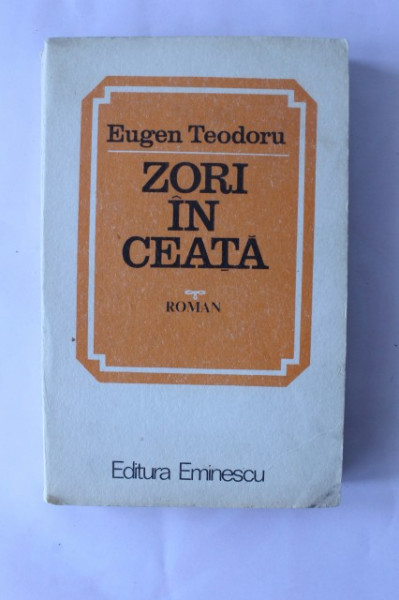 Eugen Teodoru
ZORI
ÎN
CEAȚĂ
ROMAN
Editura Eminescu